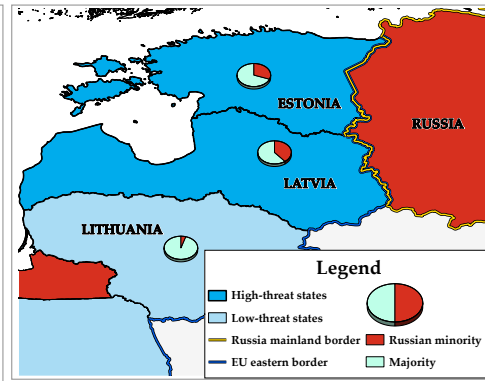 ESTONIA
RUSSIA
LATVIA
LITHUANIA
Legend
High-threat states
Low-threat states
Russia mainland border
Russian minority
EU eastern border
Majority